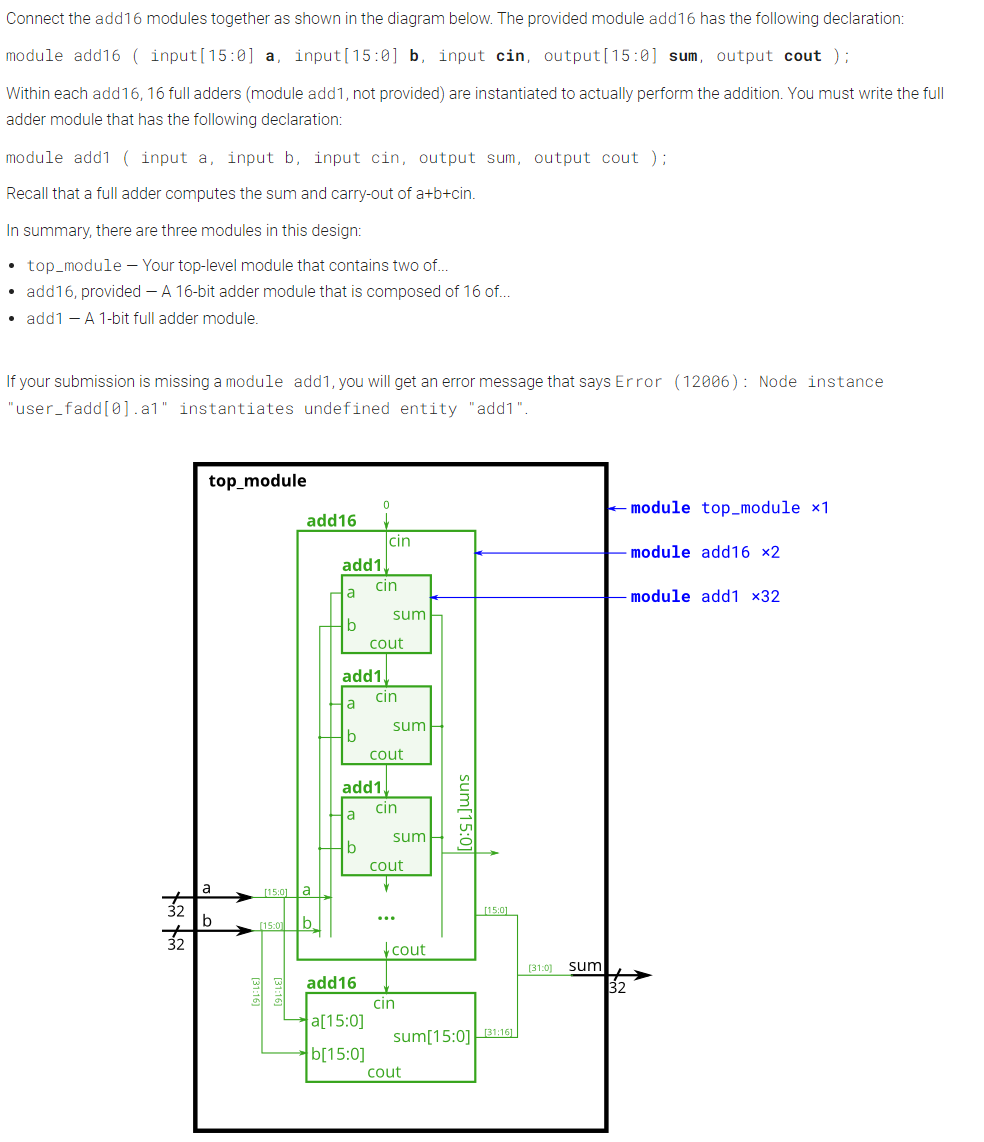 Connect the add16 modules together as shown in the diagram below. The provided module add16 has the following declaration:
module add16 ( input[15:0] a, input[15:0] b, input cin, output[15:0] sum, output cout );
Within each add16, 16 full adders (module add1, not provided) are instantiated to actually perform the addition. You must write the full
adder module that has the following declaration:
module add1 ( input a, input b, input cin, output sum, output cout );
Recall that a full adder computes the sum and carry-out of a+b+cin.
In summary, there are three modules in this design:
• top_module — Your top-level module that contains two of...
• add16, provided — A 16-bit adder module that is composed of 16 of...
• add1 — A 1-bit full adder module.
If your submission is missing a module add1, you will get an error message that says Error (12006): Node instance
"user_fadd[0].a1" instantiates undefined entity "add1".
top_module
0
module top_module ×1
add16
cin
module add16 ×2
add1
cin
a
module add1 ×32
sum
b
cout
add1
cin
a
sum
b
cout
add1
cin
a
sum
b
cout
sum[15:0]
a
[15:0]
a
32
b
[15:0]
b
32
...
[15:0]
cout
[31:16]
[31:16]
[31:0]
sum
32
add16
cin
a[15:0]
sum[15:0]
[31:16]
b[15:0]
cout